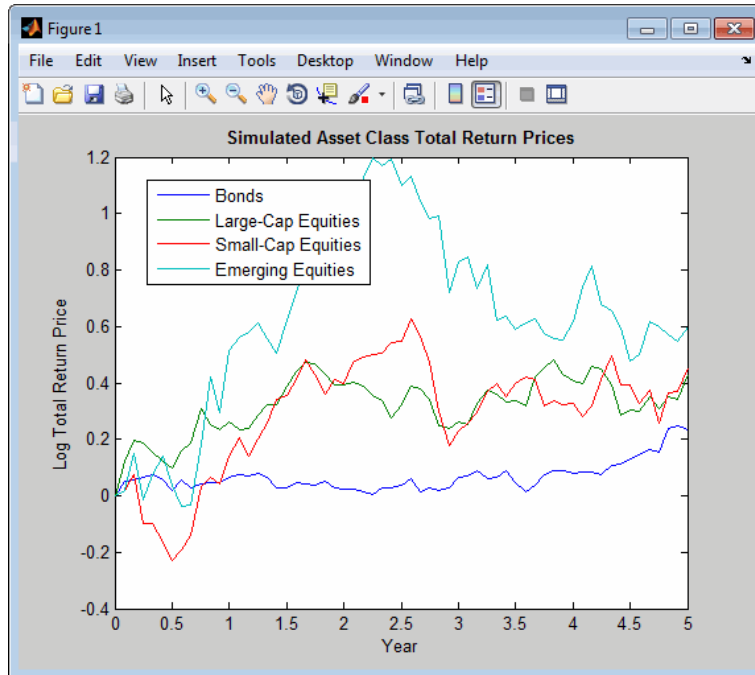 Figure 1
File Edit View Insert Tools Desktop Window Help
Simulated Asset Class Total Return Prices
1.2
1
0.8
0.6
0.4
0.2
0
-0.2
-0.4
Log Total Return Price
Bonds
Large-Cap Equities
Small-Cap Equities
Emerging Equities
0 0.5 1 1.5 2 2.5 3 3.5 4 4.5 5
Year